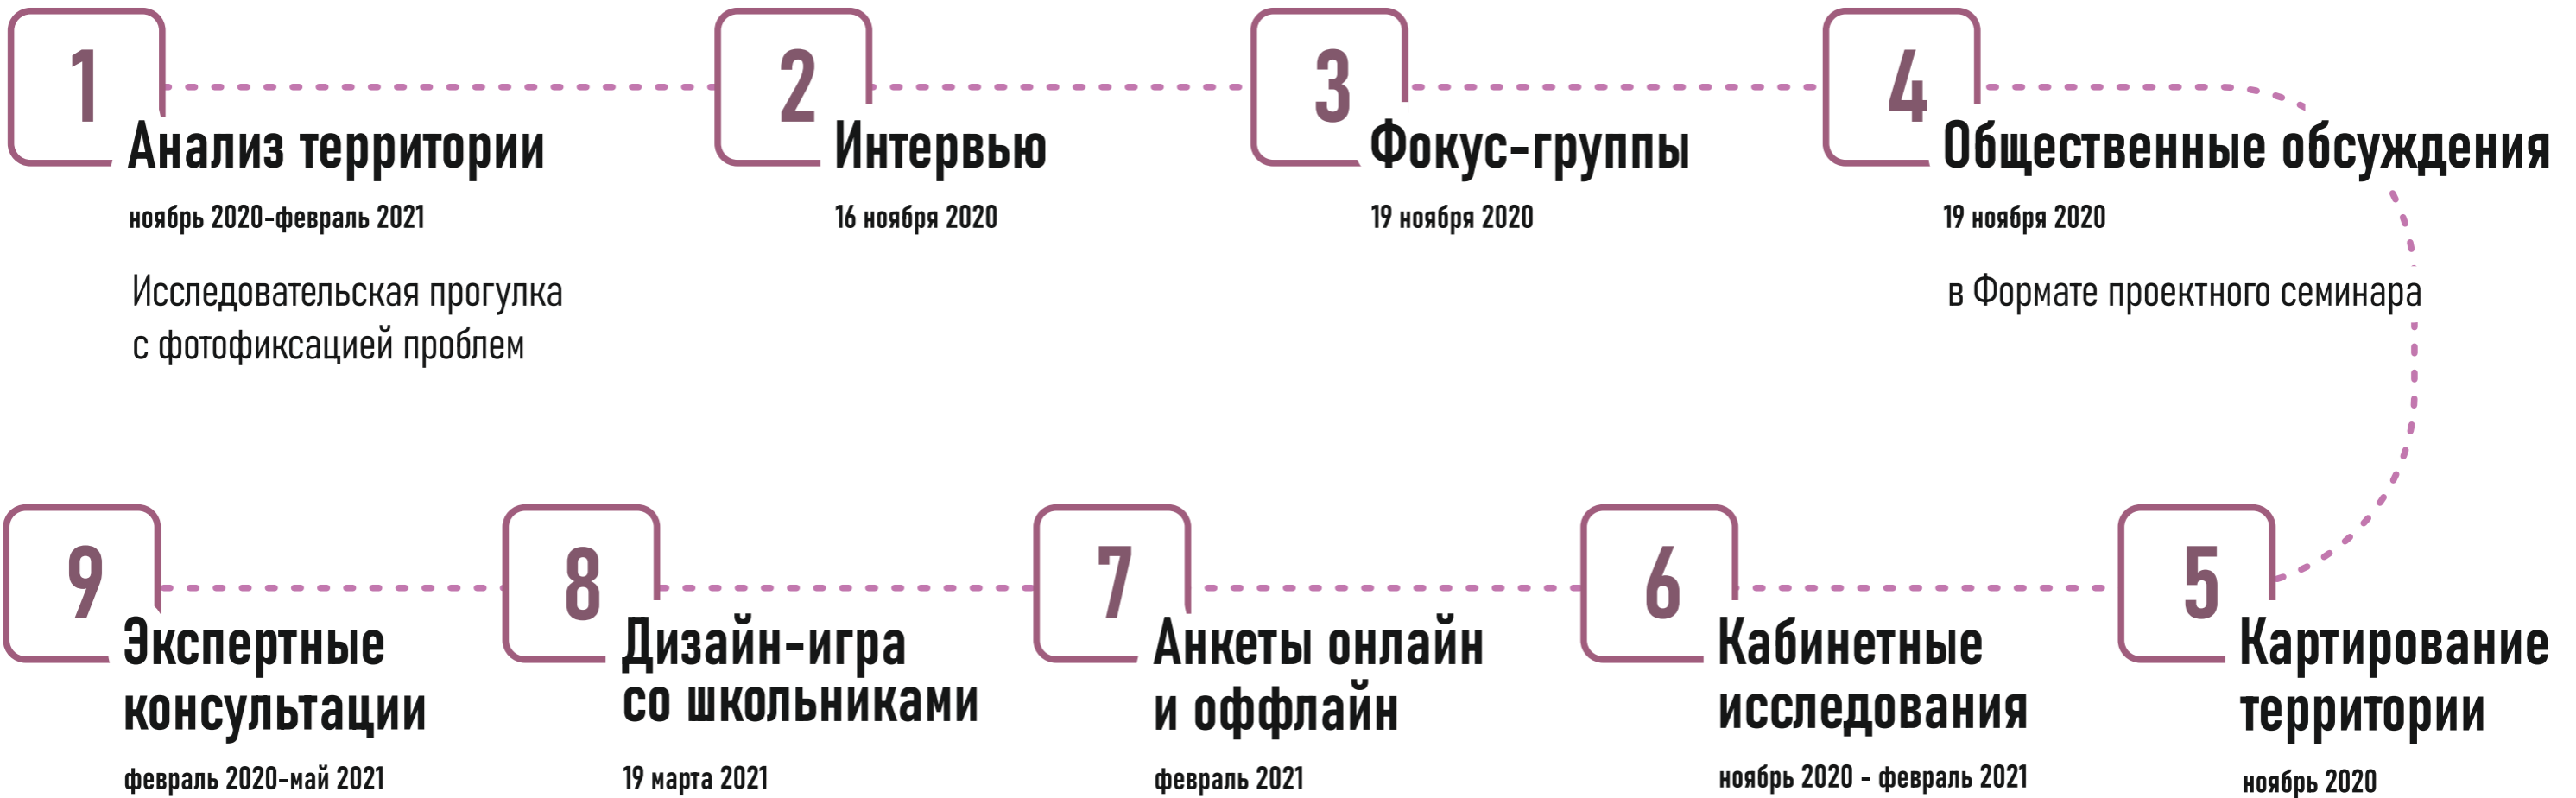 1
Анализ территории
ноябрь 2020-февраль 2021
Исследовательская прогулка
с фотофиксацией проблем
2
Интервью
16 ноября 2020
3
Фокус-группы
19 ноября 2020
4
Общественные обсуждения
19 ноября 2020
в Формате проектного семинара
5
Картирование
территории
ноябрь 2020
6
Кабинетные
исследования
ноябрь 2020 - февраль 2021
7
Анкеты онлайн
и оффлайн
февраль 2021
8
Дизайн-игра
со школьниками
19 марта 2021
9
Экспертные
консультации
февраль 2020-май 2021